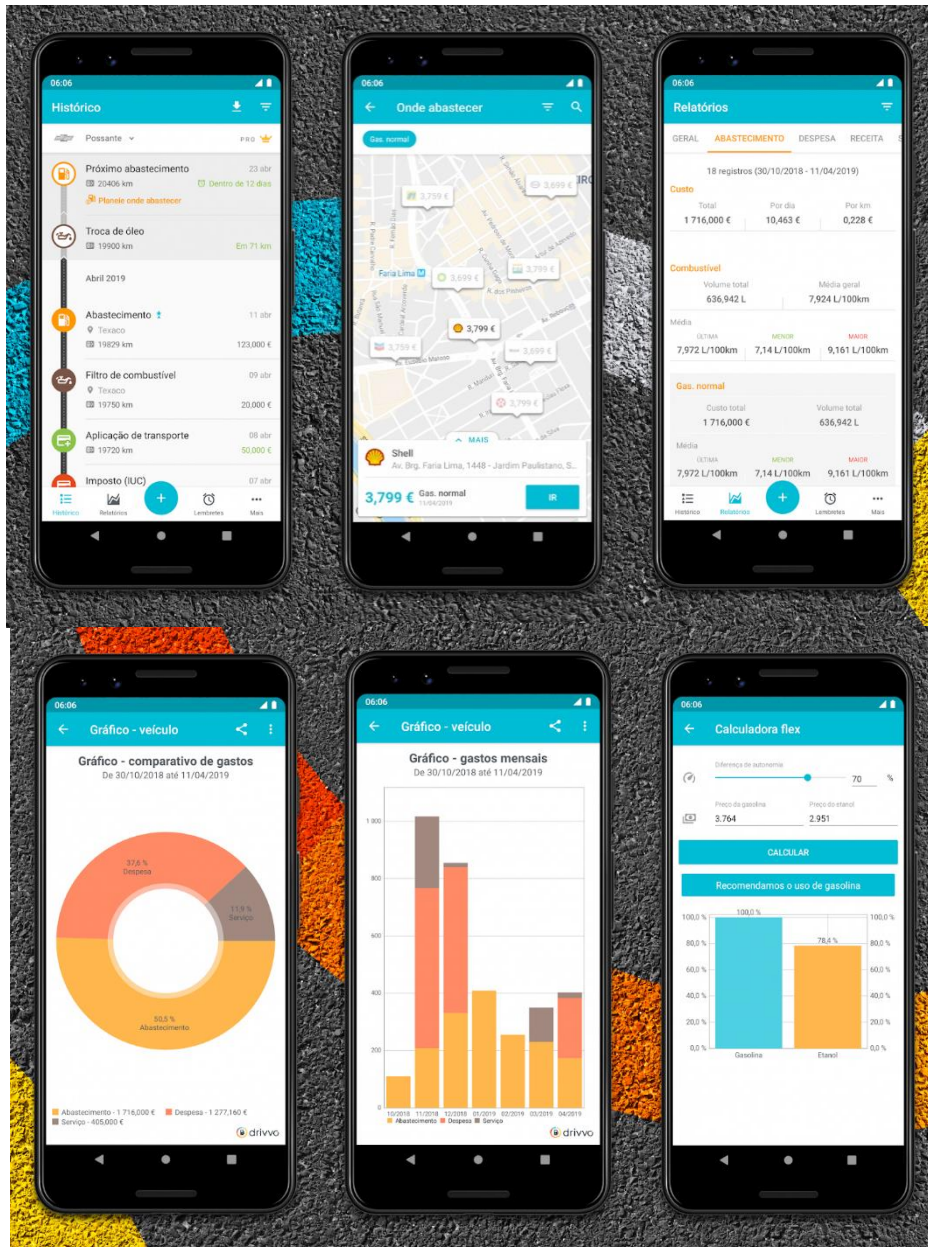 06:06
Histórico
Possante
PRO
Próximo abastecimento 23 abr
20406 km Dentro de 12 dias
Planeie onde abastecer
Troca de óleo
19900 km Em 71 km
Abril 2019
Abastecimento 11 abr
Texaco
19829 km 123,000 €
Filtro de combustível 09 abr
Texaco
19750 km 20,000 €
Aplicação de transporte 08 abr
19720 km 50,000 €
Imposto (IUC) 07 abr
Histórico Relatórios + Lembretes Mais
06:06
Onde abastecer
Gas. normal
3,759 €
3,699 €
Faria Lima
3,699 €
3,799 €
R. dos Pinheiros
3,799 €
3,759 €
3,699 €
3,799 €
MAIS
Shell
Av. Brg. Faria Lima, 1448 - Jardim Paulistano, S...
3,799 € Gas. normal
11/04/2019
IR
06:06
Relatórios
GERAL ABASTECIMENTO DESPESA RECEITA S
18 registros (30/10/2018 - 11/04/2019)
Custo
Total Por dia Por km
1 716,000 € 10,463 € 0,228 €
Combustível
Volume total Média geral
636,942 L 7,924 L/100km
Média
ÚLTIMA MENOR MAIOR
7,972 L/100km 7,14 L/100km 9,161 L/100km
Gas. normal
Custo total Volume total
1 716,000 € 636,942 L
Média
ÚLTIMA MENOR MAIOR
7,972 L/100km 7,14 L/100km 9,161 L/100km
Histórico Relatórios + Lembretes Mais
06:06
Gráfico - veículo
Gráfico - comparativo de gastos
De 30/10/2018 até 11/04/2019
37,6 %
Despesa
11,9 %
Serviço
50,5 %
Abastecimento
Abastecimento - 1 716,000 € Despesa - 1 277,160 €
Serviço - 405,000 €
drivvo
06:06
Gráfico - veículo
Gráfico - gastos mensais
De 30/10/2018 até 11/04/2019
1 000
800
600
400
200
0
10/2018 11/2018 12/2018 01/2019 02/2019 03/2019 04/2019
Abastecimento Despesa Serviço
drivvo
06:06
Calculadora flex
Diferença de autonomia
70 %
Preço da gasolina Preço do etanol
3.764 2.951
CALCULAR
Recomendamos o uso de gasolina
100,0 % 100,0 % 100,0 %
80,0 % 78,4 % 80,0 %
60,0 % 60,0 %
40,0 % 40,0 %
20,0 % 20,0 %
0,0 % 0,0 %
Gasolina Etanol